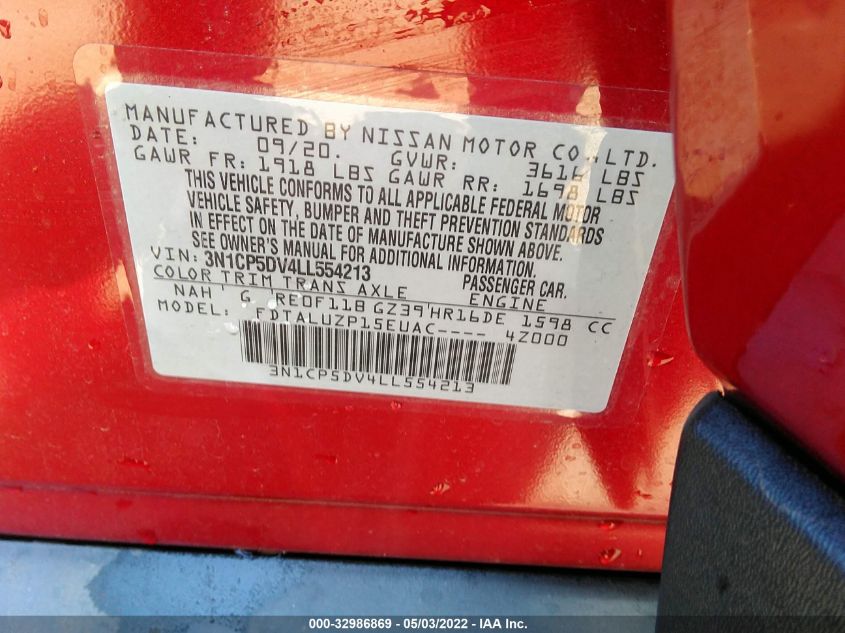 MANUFACTURED BY NISSAN MOTOR CO.,LTD.
DATE: 09/20. GVWR: 3616 LBS
GAWR FR: 1918 LBS GAWR RR: 1698 LBS
THIS VEHICLE CONFORMS TO ALL APPLICABLE FEDERAL MOTOR
VEHICLE SAFETY, BUMPER AND THEFT PREVENTION STANDARDS
IN EFFECT ON THE DATE OF MANUFACTURE SHOWN ABOVE.
SEE OWNER'S MANUAL FOR ADDITIONAL INFORMATION.
VIN: 3N1CP5DV4LL554213 PASSENGER CAR.
COLOR TRIM TRANS AXLE ENGINE
NAH G RE0F11B GZ39 HR16DE 1598 CC
MODEL: FDTALUZP15EUAC---- 4Z000
3N1CP5DV4LL554213
000-32986869 - 05/03/2022 - IAA Inc.